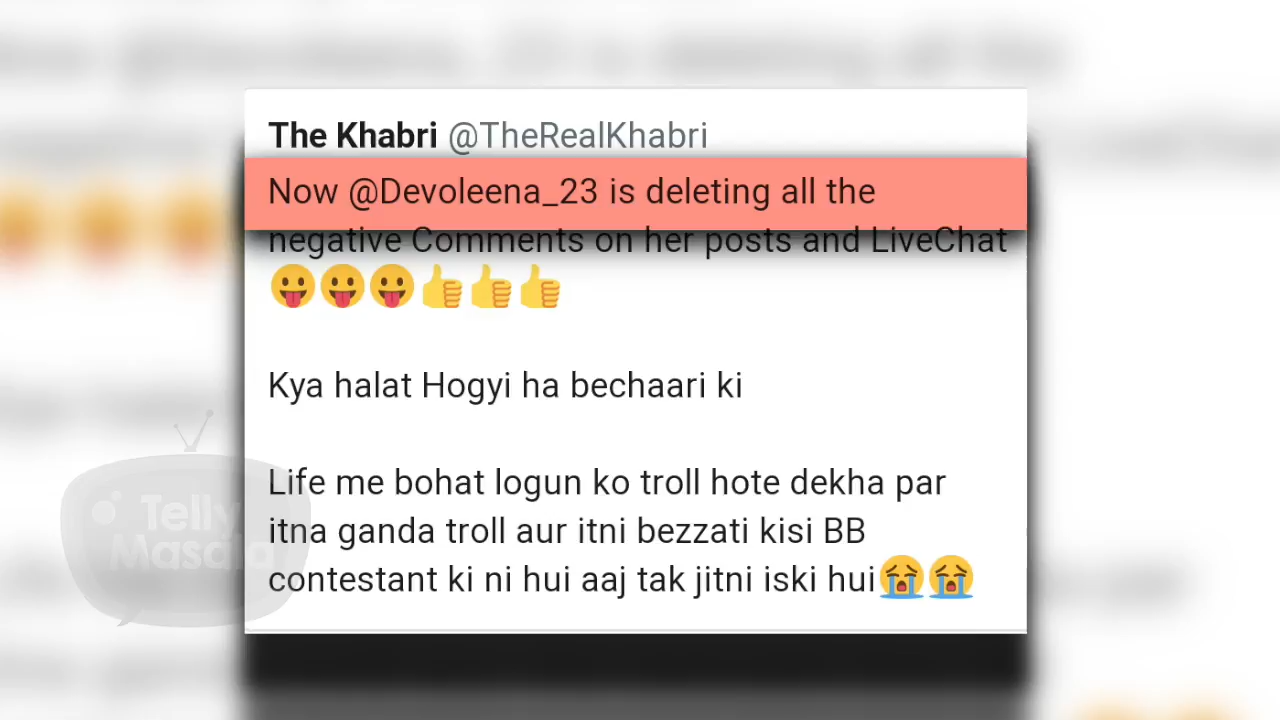 The Khabri @TheRealKhabri
Now @Devoleena_23 is deleting all the
negative Comments on her posts and LiveChat
😛😛😛👍👍👍
Kya halat Hogyi ha bechaari ki
Life me bohat logun ko troll hote dekha par
itna ganda troll aur itni bezzati kisi BB
contestant ki ni hui aaj tak jitni iski hui😭😭
Telly
Masala